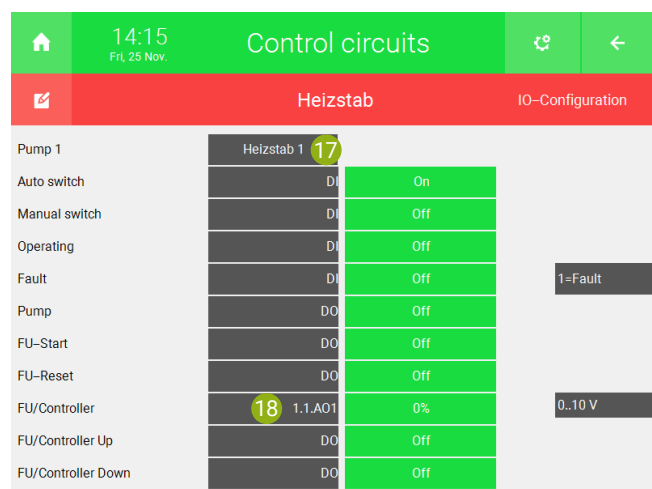 14:15
Fri, 25 Nov.
Control circuits
Heizstab
IO-Configuration
Pump 1 Heizstab 1 17
Auto switch DI On
Manual switch DI Off
Operating DI Off
Fault DI Off 1=Fault
Pump DO Off
FU-Start DO Off
FU-Reset DO Off
FU/Controller 18 1.1.AO1 0% 0..10 V
FU/Controller Up DO Off
FU/Controller Down DO Off